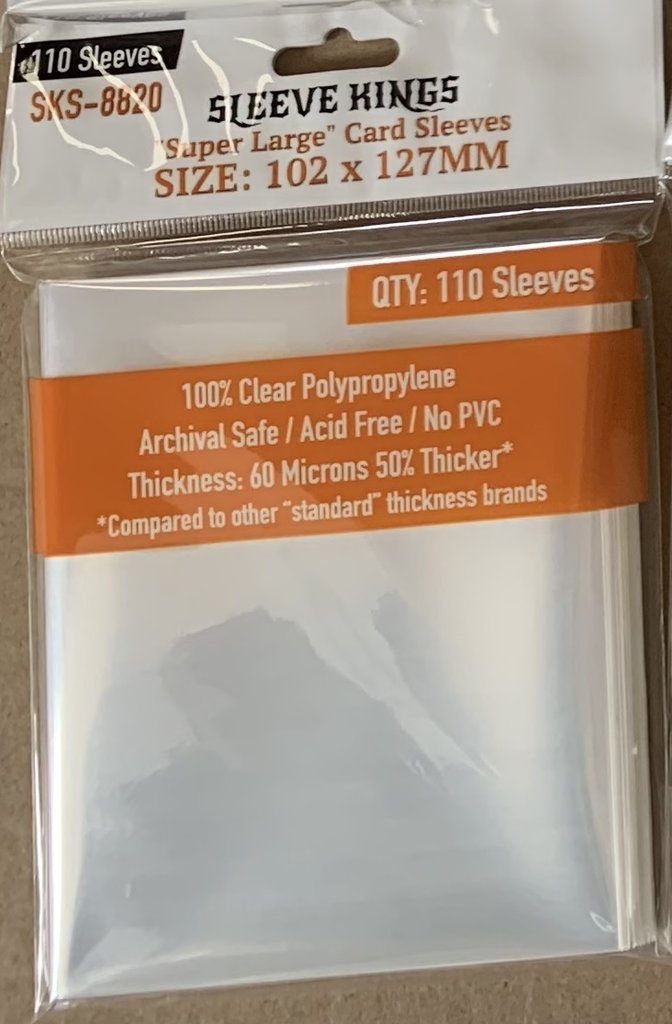 110 Sleeves
SKS-8820
SLEEVE KINGS
"Super Large" Card Sleeves
SIZE: 102 x 127MM
QTY: 110 Sleeves
100% Clear Polypropylene
Archival Safe / Acid Free / No PVC
Thickness: 60 Microns 50% Thicker*
*Compared to other "standard" thickness brands